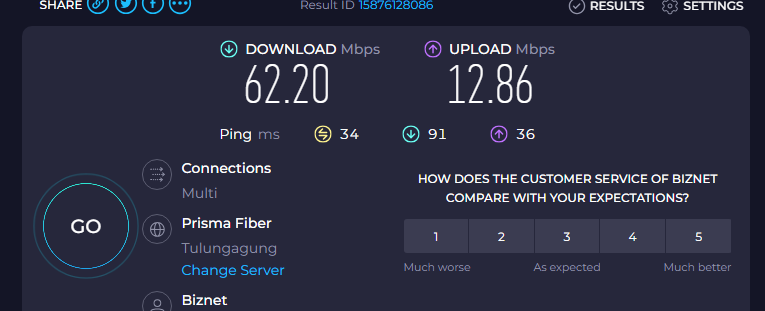 SHARE
Result ID 15876128086
RESULTS
SETTINGS
DOWNLOAD Mbps
UPLOAD Mbps
62.20
12.86
Ping ms 34 91 36
GO
Connections
Multi
Prisma Fiber
Tulungagung
Change Server
Biznet
HOW DOES THE CUSTOMER SERVICE OF BIZNET
COMPARE WITH YOUR EXPECTATIONS?
1 2 3 4 5
Much worse As expected Much better